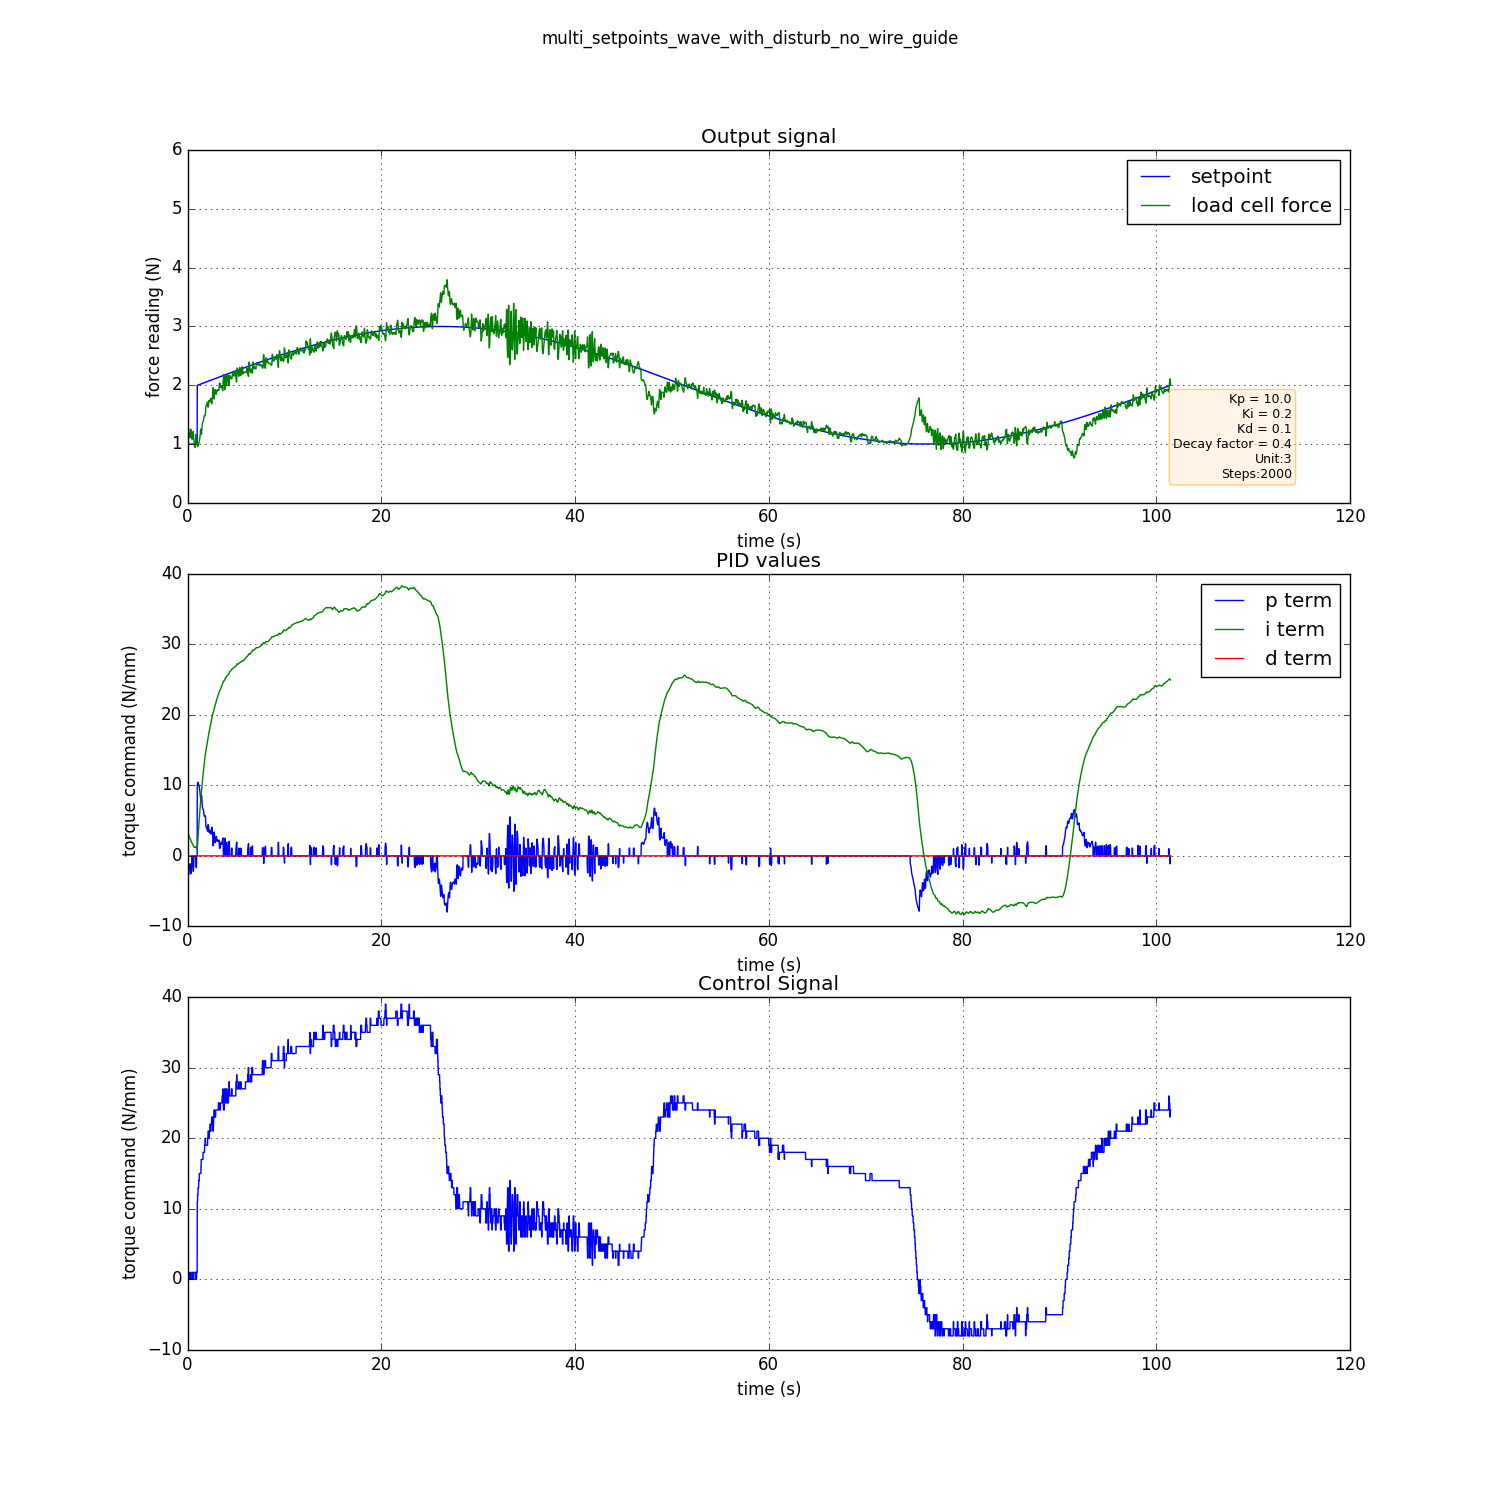 multi_setpoints_wave_with_disturb_no_wire_guide
Output signal
6
5
4
3
2
1
0
force reading (N)
setpoint
load cell force
Kp = 10.0
Ki = 0.2
Kd = 0.1
Decay factor = 0.4
Unit:3
Steps:2000
0 20 40 60 80 100 120
time (s)
PID values
40
30
20
10
0
−10
torque command (N/mm)
p term
i term
d term
0 20 40 60 80 100 120
time (s)
Control Signal
40
30
20
10
0
−10
torque command (N/mm)
0 20 40 60 80 100 120
time (s)